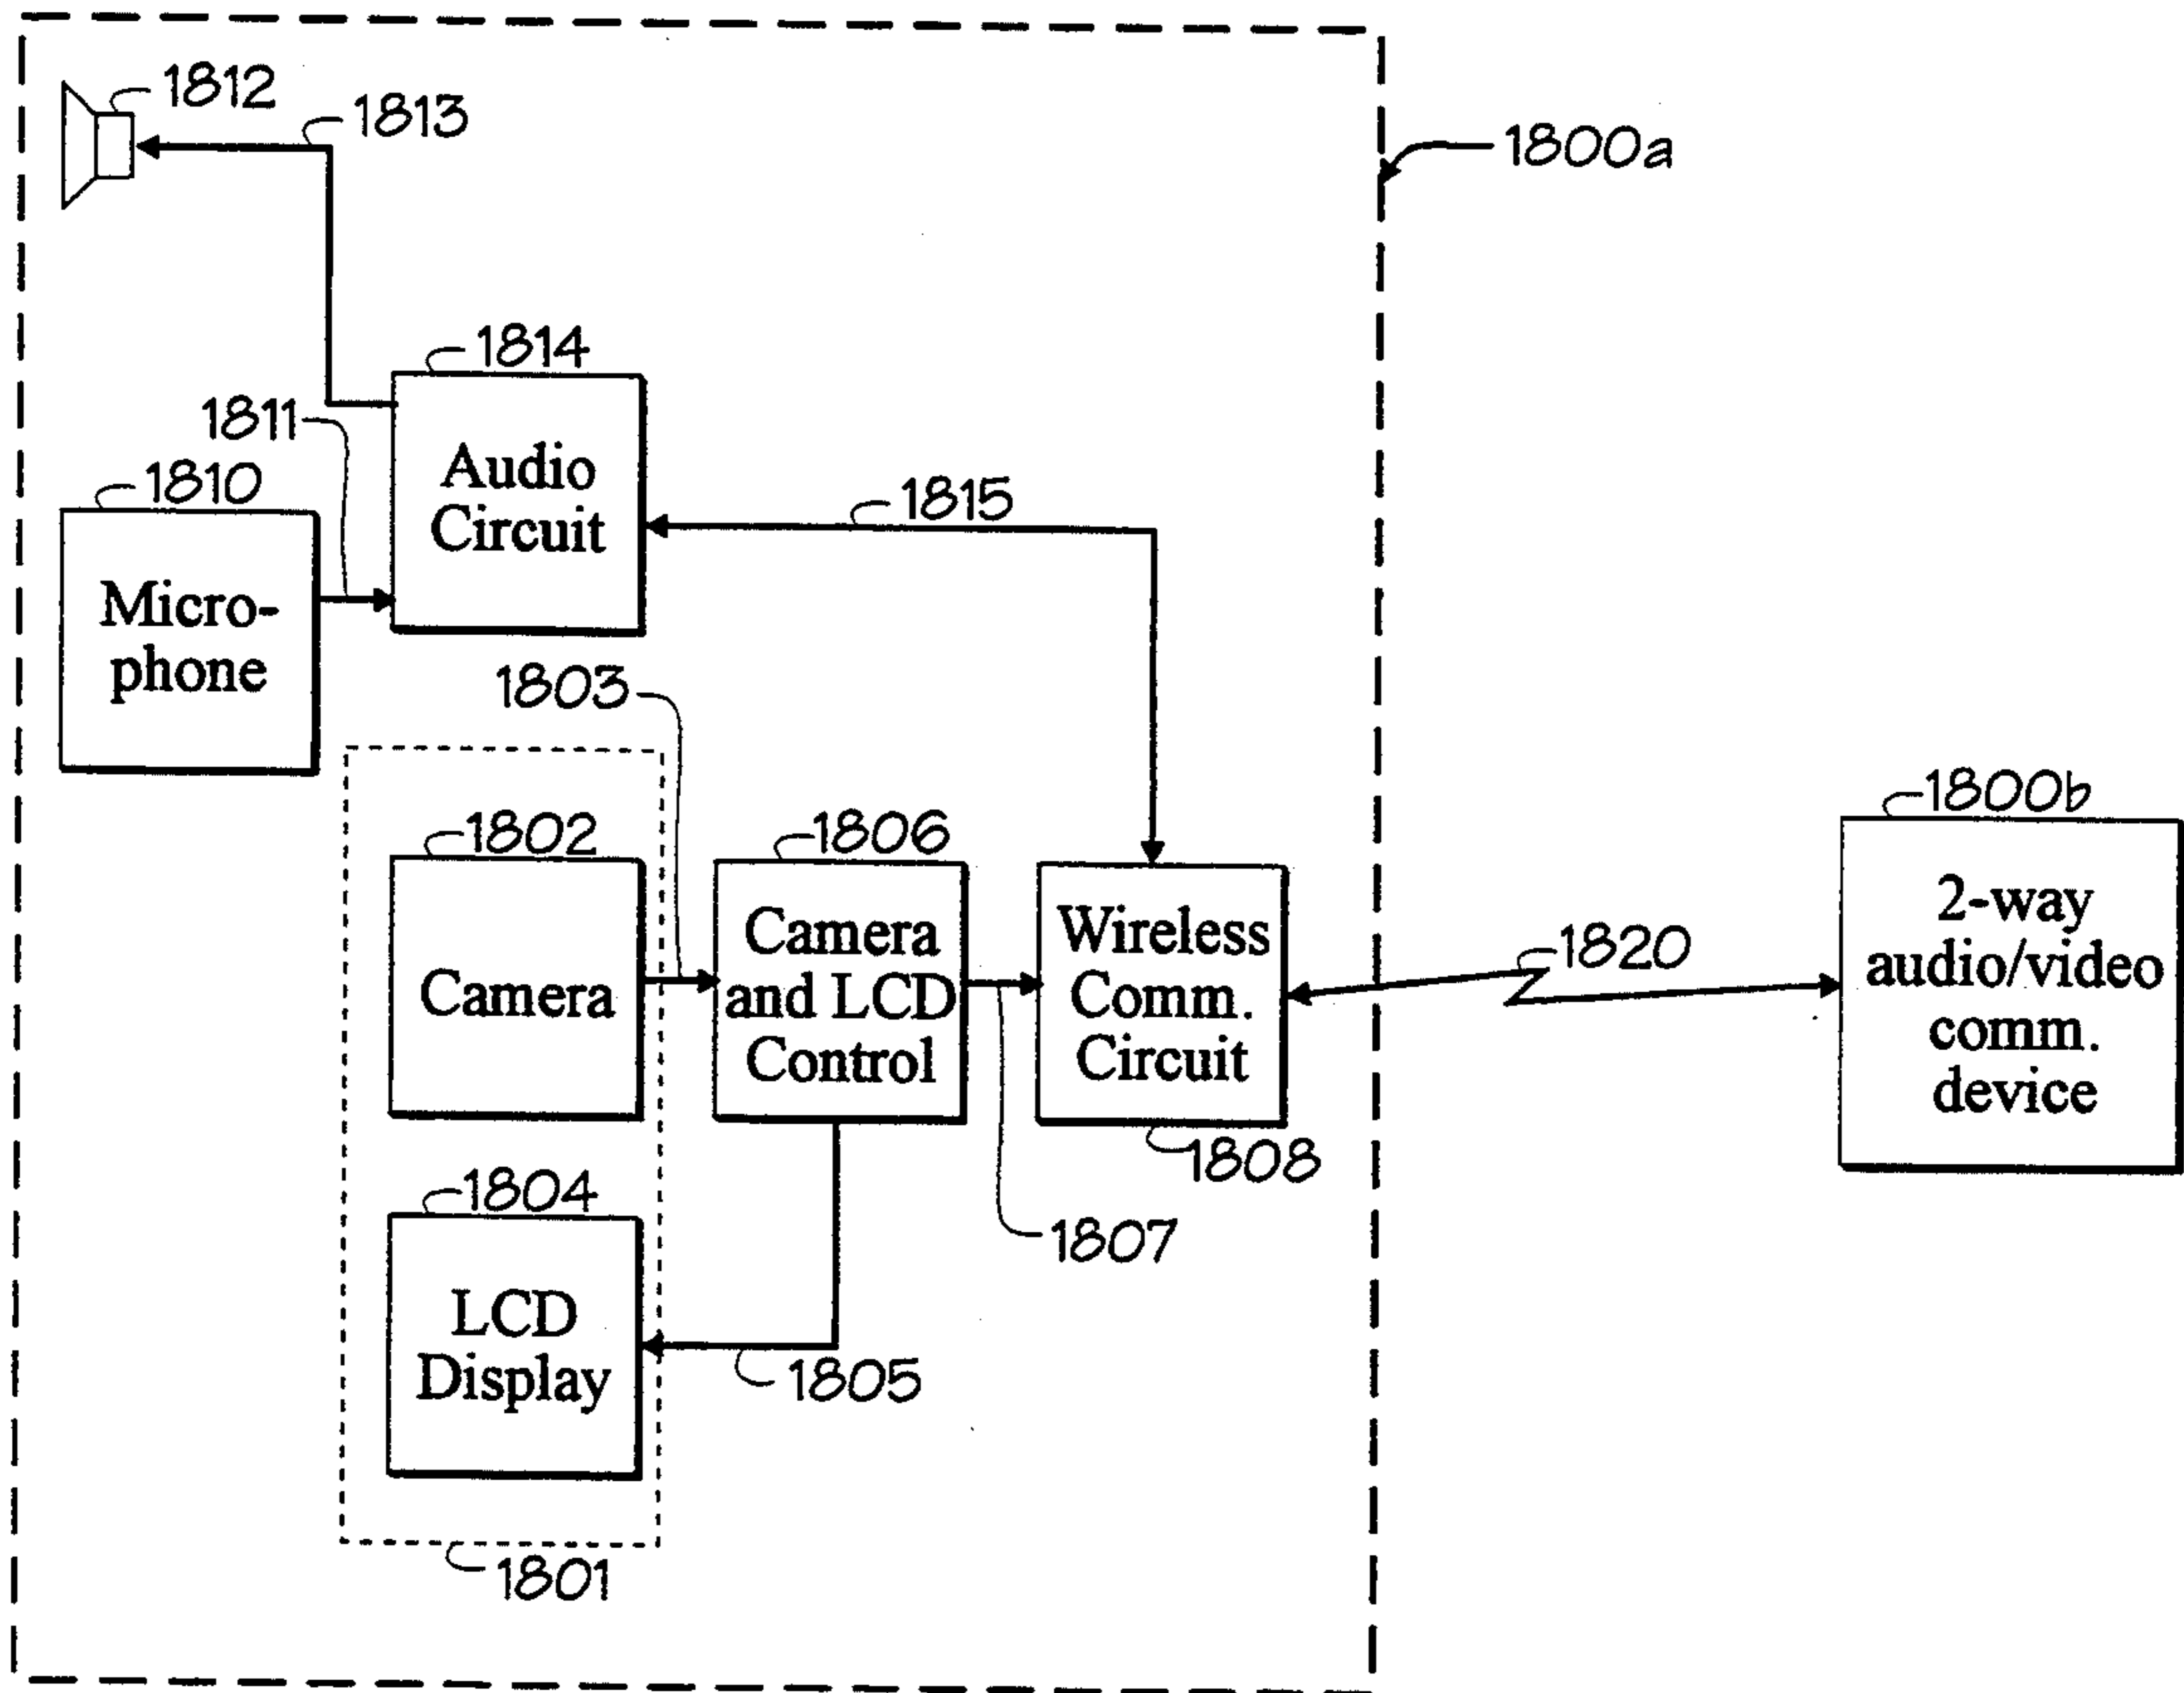 1812
1813
1800a
1814
Audio
Circuit
1811
1810
Micro-
phone
1815
1803
1802
Camera
1806
Camera
and LCD
Control
Wireless
Comm.
Circuit
1808
1820
1800b
2-way
audio/video
comm.
device
1807
1804
LCD
Display
1805
1801